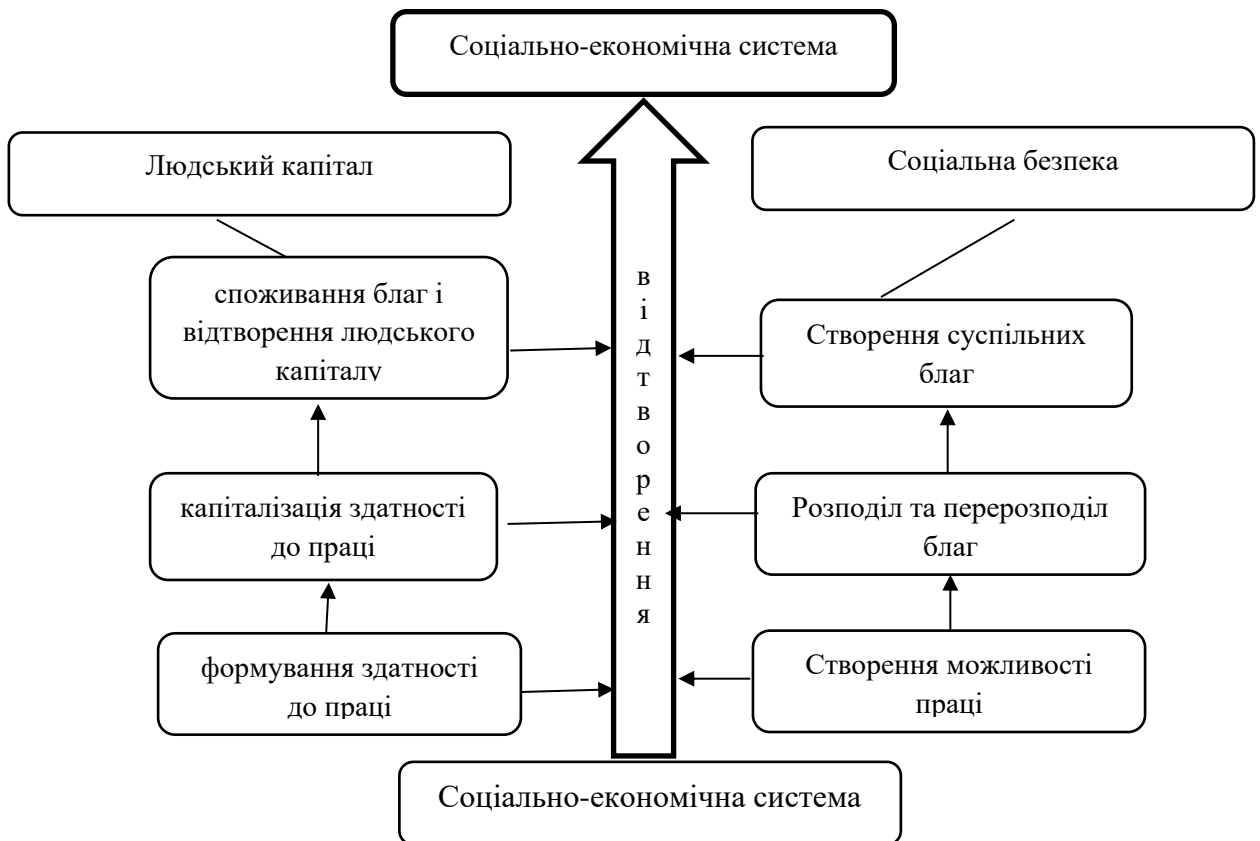 Соціально-економічна система
Людський капітал
Соціальна безпека
споживання благ і
відтворення людського
капіталу
Створення суспільних
благ
відтворення
капіталізація здатності
до праці
Розподіл та перерозподіл
благ
формування здатності
до праці
Створення можливості
праці
Соціально-економічна система